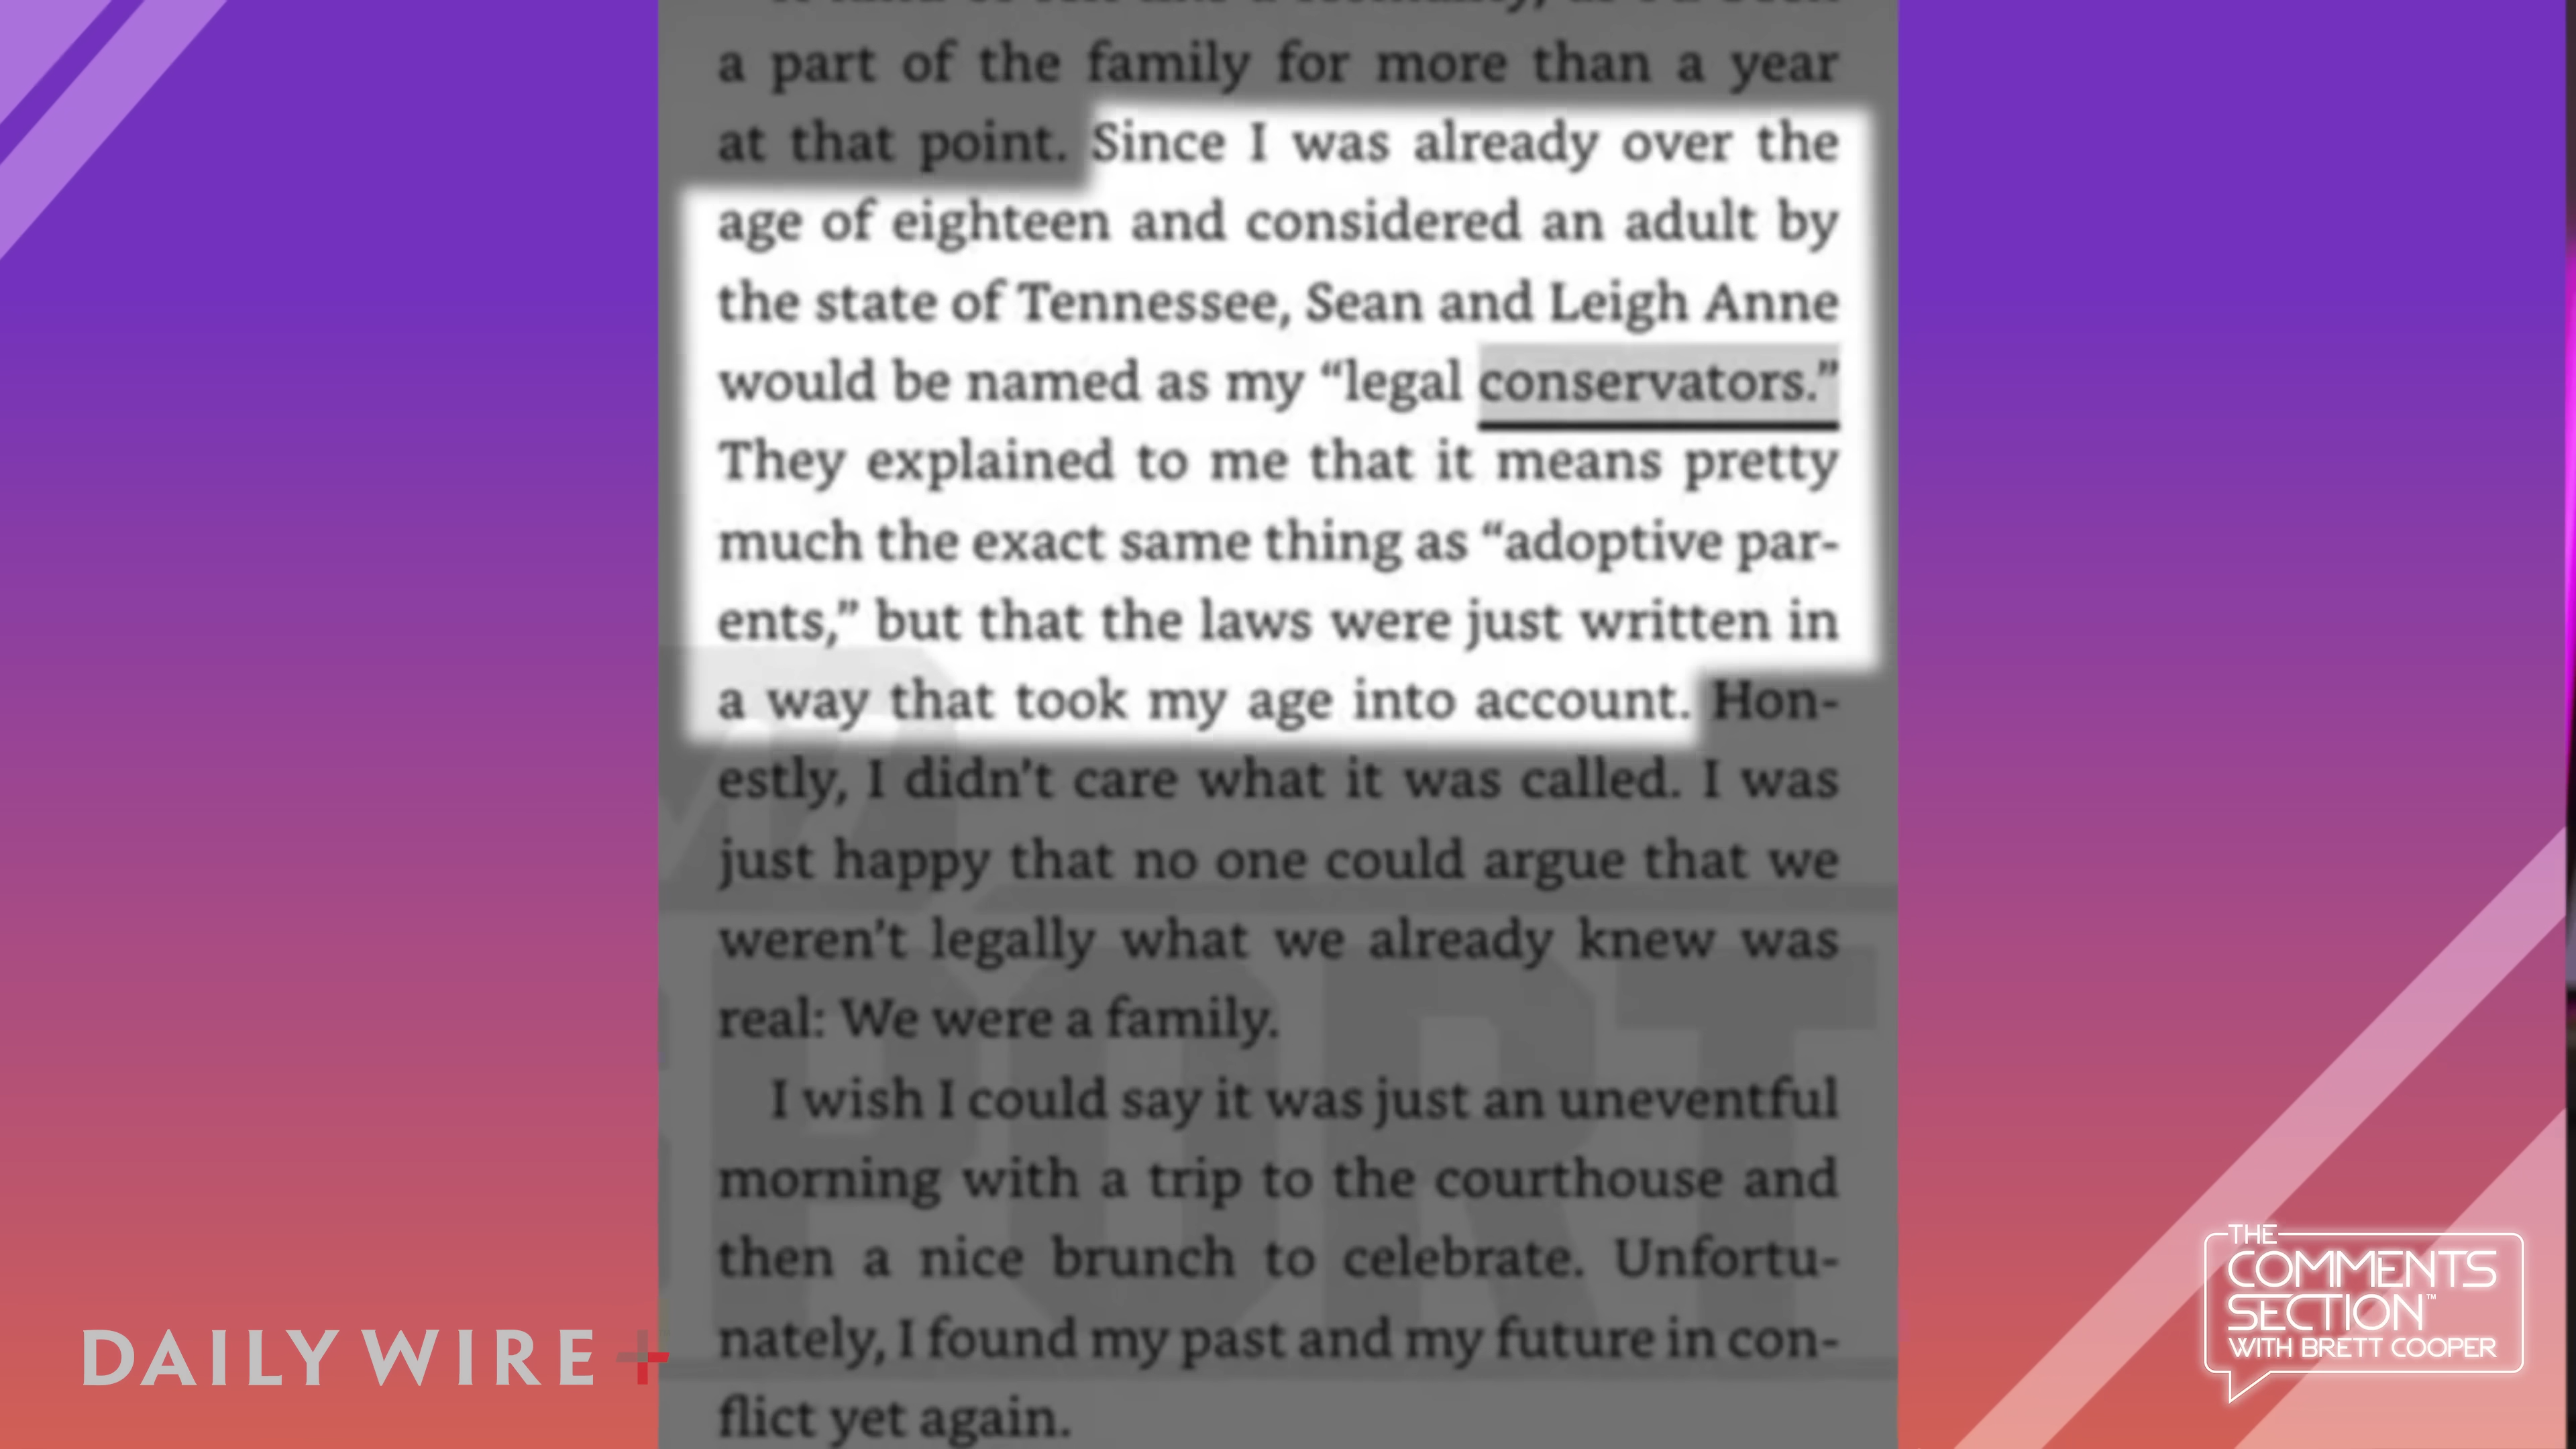 a part of the family for more than a year
at that point. Since I was already over the
age of eighteen and considered an adult by
the state of Tennessee, Sean and Leigh Anne
would be named as my “legal conservators.”
They explained to me that it means pretty
much the exact same thing as “adoptive par-
ents,” but that the laws were just written in
a way that took my age into account. Hon-
estly, I didn’t care what it was called. I was
just happy that no one could argue that we
weren’t legally what we already knew was
real: We were a family.
I wish I could say it was just an uneventful
morning with a trip to the courthouse and
then a nice brunch to celebrate. Unfortu-
nately, I found my past and my future in con-
flict yet again.
DAILY WIRE +
THE
COMMENTS
SECTION™
WITH BRETT COOPER